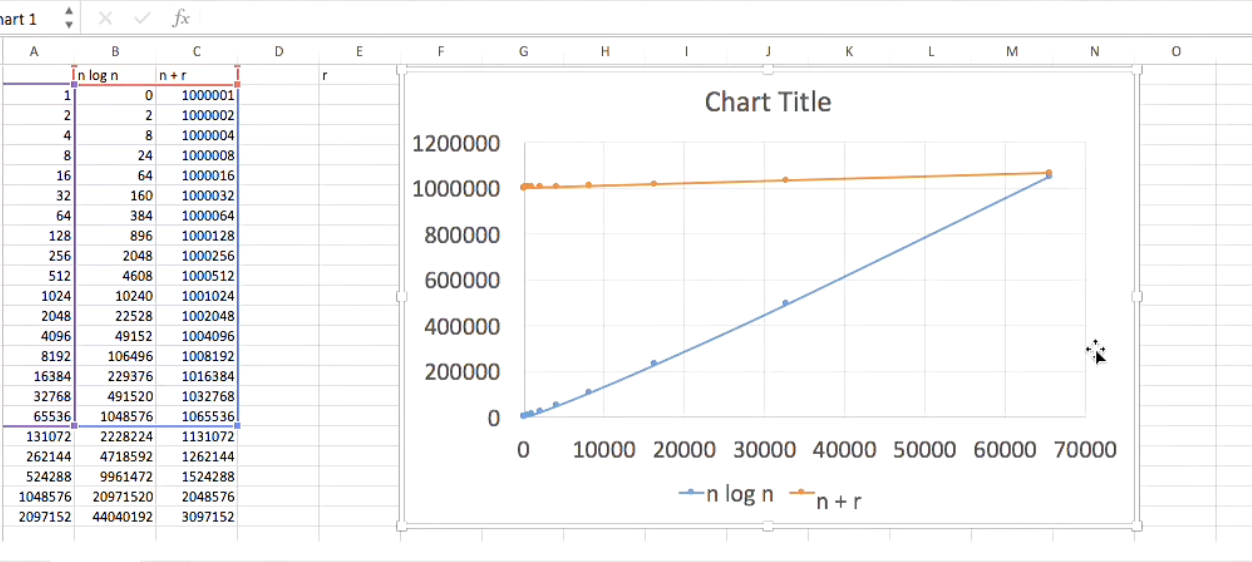 art 1 fx
A B C D E F G H I J K L M N O
n log n n + r r
1 0 1000001
2 2 1000002
4 8 1000004
8 24 1000008
16 64 1000016
32 160 1000032
64 384 1000064
128 896 1000128
256 2048 1000256
512 4608 1000512
1024 10240 1001024
2048 22528 1002048
4096 49152 1004096
8192 106496 1008192
16384 229376 1016384
32768 491520 1032768
65536 1048576 1065536
131072 2228224 1131072
262144 4718592 1262144
524288 9961472 1524288
1048576 20971520 2048576
2097152 44040192 3097152
Chart Title
1200000
1000000
800000
600000
400000
200000
0
0 10000 20000 30000 40000 50000 60000 70000
n log n n + r